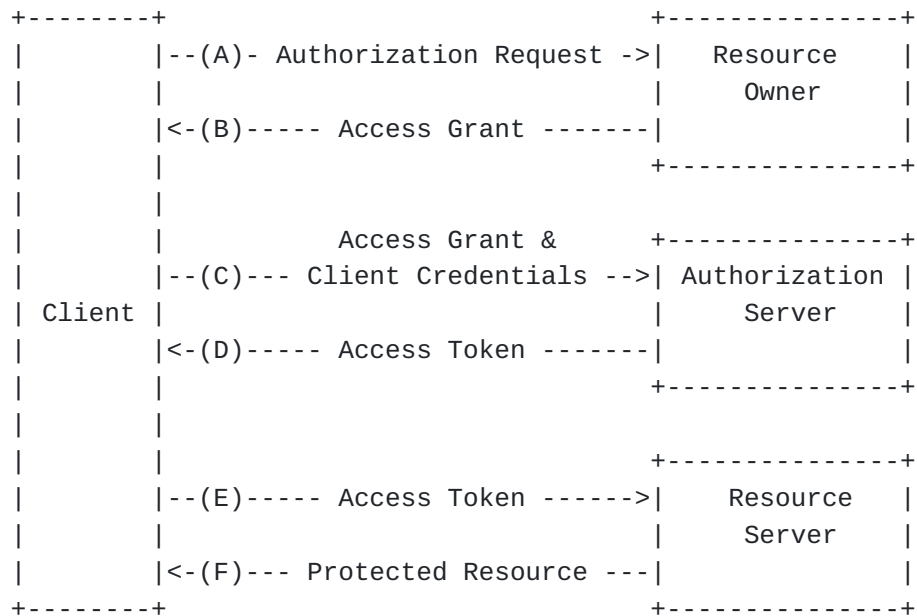 +--------+                               +---------------+
|        |--(A)- Authorization Request ->|   Resource    |
|        |                               |     Owner     |
|        |<-(B)----- Access Grant -------|               |
|        |                               +---------------+
|        |
|        |           Access Grant &      +---------------+
|        |--(C)--- Client Credentials -->| Authorization |
| Client |                               |     Server    |
|        |<-(D)----- Access Token -------|               |
|        |                               +---------------+
|        |
|        |                               +---------------+
|        |--(E)----- Access Token ------>|   Resource    |
|        |                               |     Server    |
|        |<-(F)--- Protected Resource ---|               |
+--------+                               +---------------+